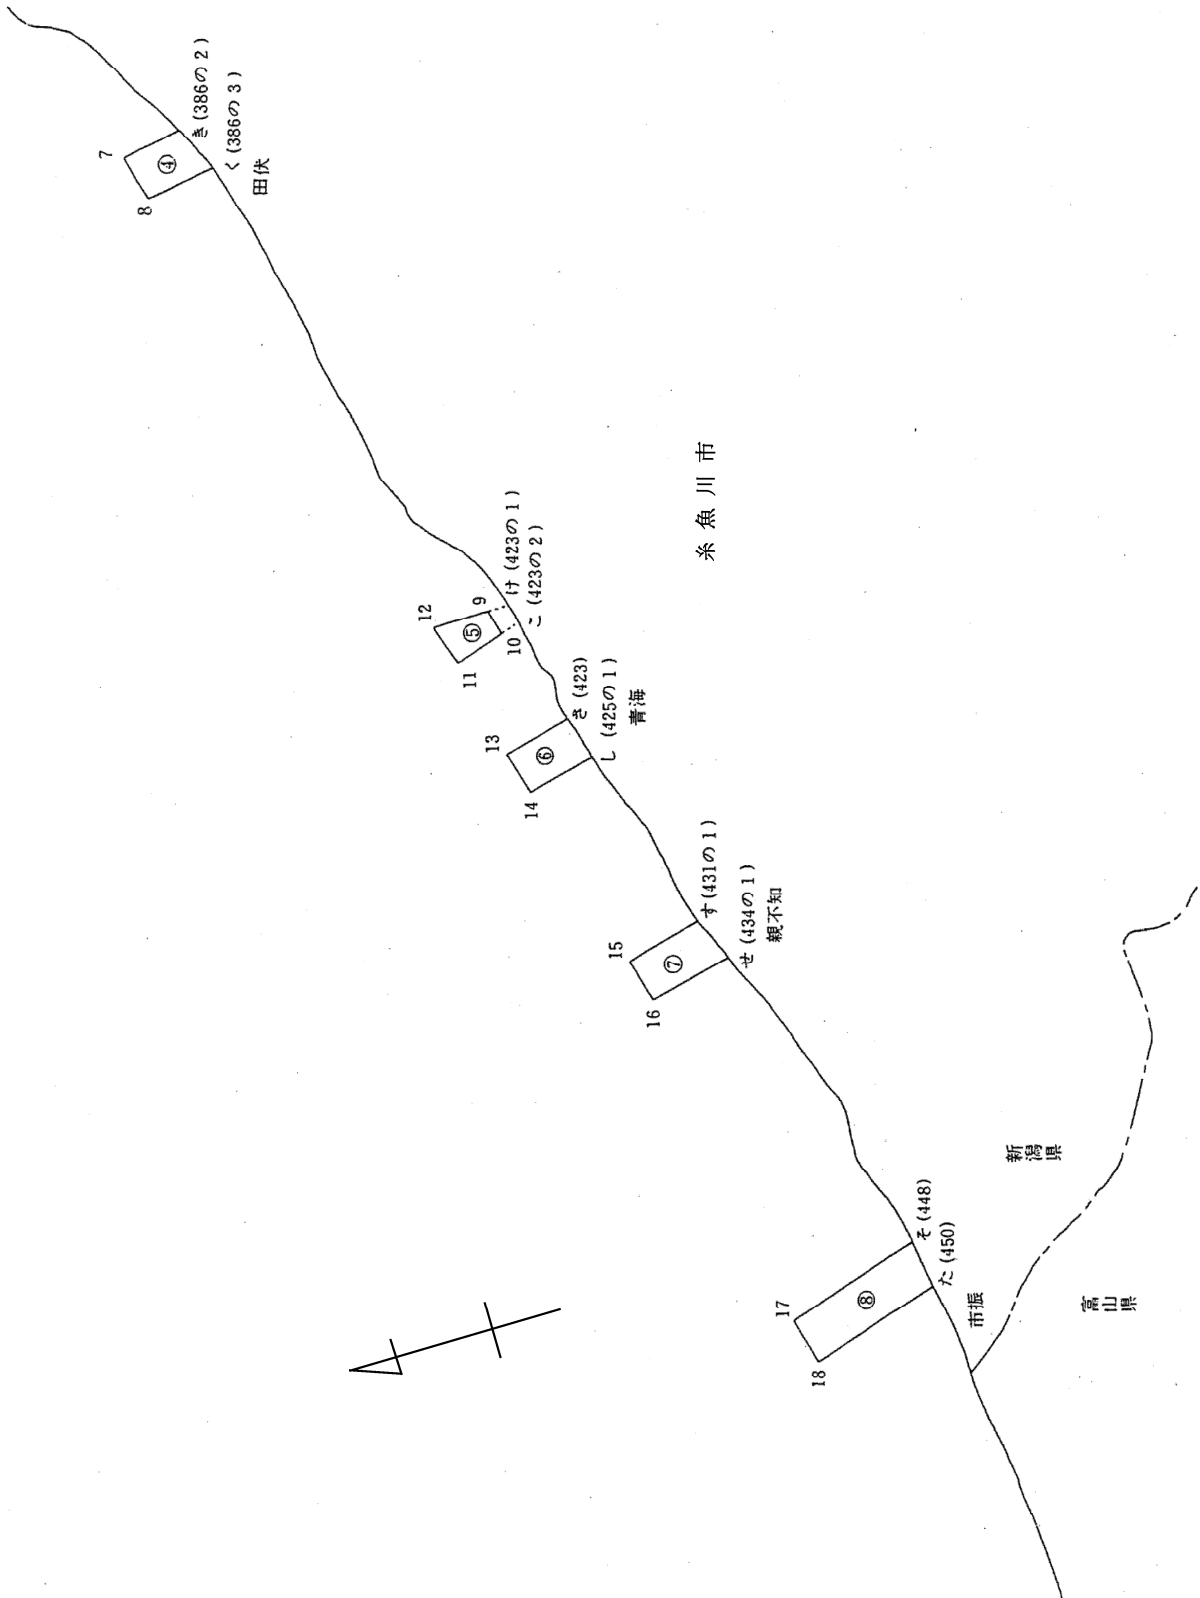 7
8
④
き (386の2)
く (386の3)
田伏
12
9
⑤
11
10
け (423の1)
こ (423の2)
糸魚川市
13
14
⑥
さ (423)
し (425の1)
青海
15
16
⑦
す (431の1)
せ (434の1)
親不知
17
18
⑧
そ (448)
た (450)
市振
新潟県
富山県